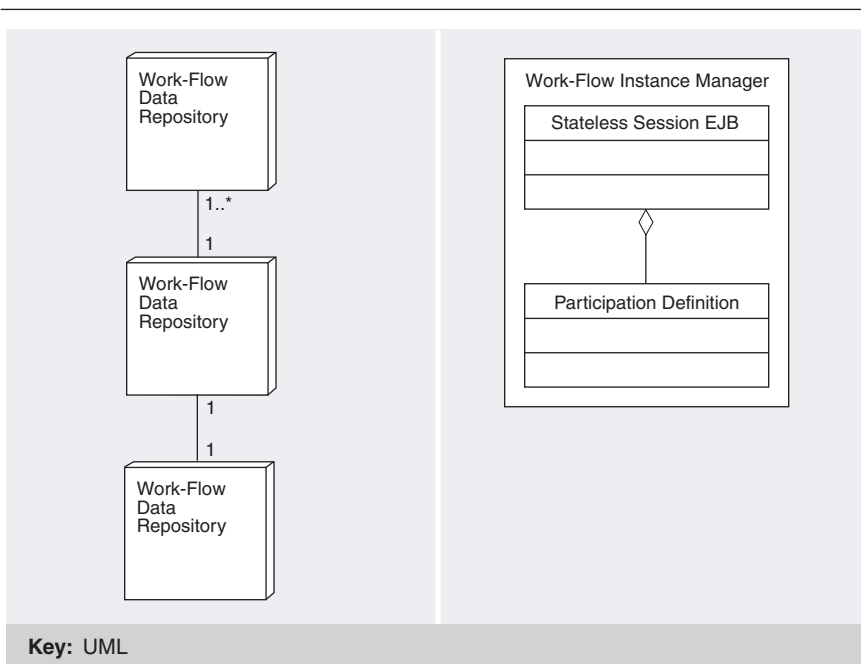 Work-Flow
Data
Repository
1..*
1
Work-Flow
Data
Repository
1
1
Work-Flow
Data
Repository
Work-Flow Instance Manager
Stateless Session EJB
Participation Definition
Key: UML